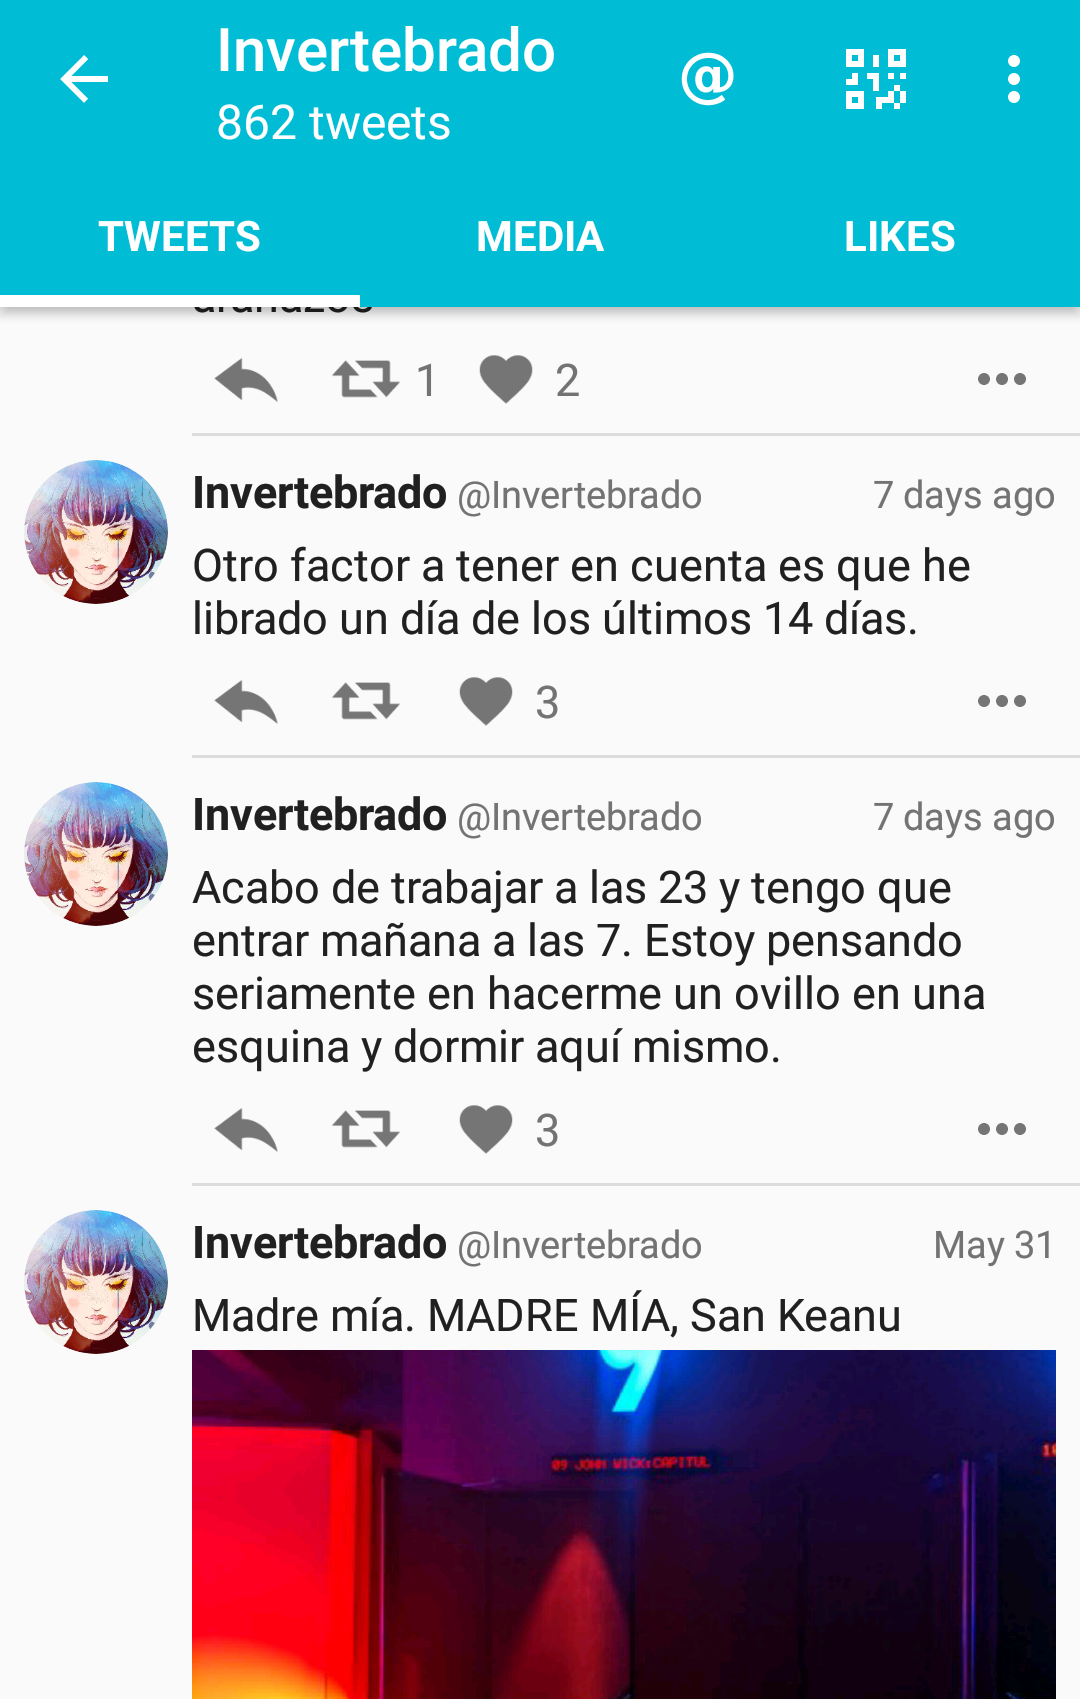 Invertebrado
862 tweets
@
TWEETS
MEDIA
LIKES
1
2
Invertebrado @Invertebrado 7 days ago
Otro factor a tener en cuenta es que he
librado un día de los últimos 14 días.
3
Invertebrado @Invertebrado 7 days ago
Acabo de trabajar a las 23 y tengo que
entrar mañana a las 7. Estoy pensando
seriamente en hacerme un ovillo en una
esquina y dormir aquí mismo.
3
Invertebrado @Invertebrado May 31
Madre mía. MADRE MÍA, San Keanu
9
09 JOHN WICK:CAPITUL